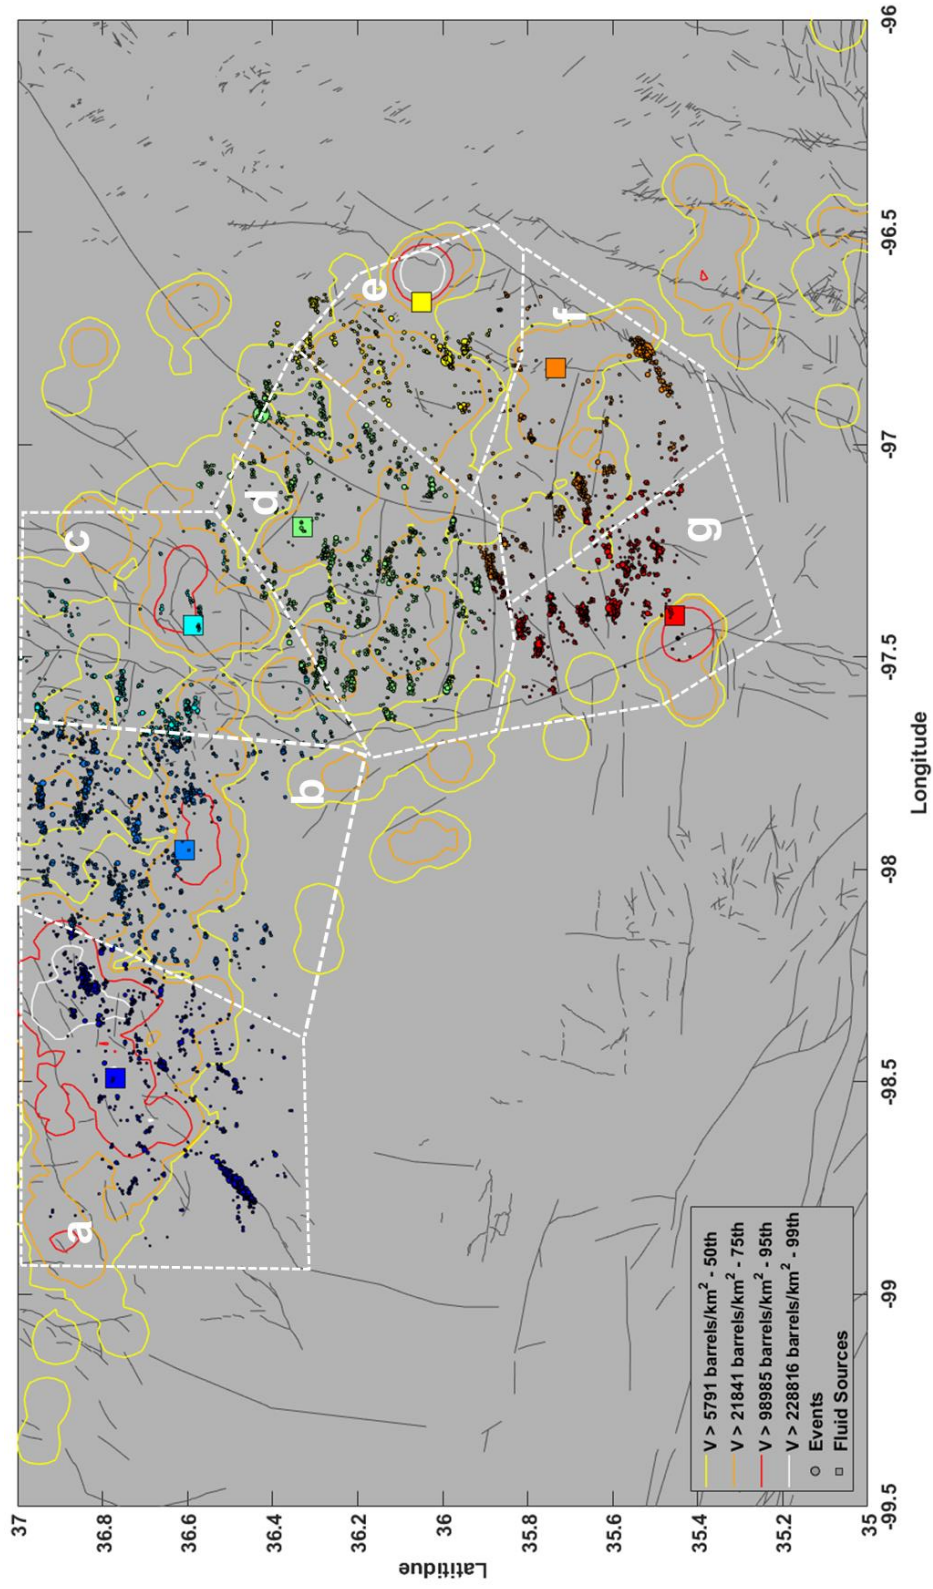 37
36.8
36.6
36.4
36.2
36
35.8
35.6
35.4
35.2
35
Latitidue
-99.5
-99
-98.5
-98
-97.5
-97
-96.5
-96
Longitude
a
b
c
d
e
f
g
V > 5791 barrels/km² - 50th
V > 21841 barrels/km² - 75th
V > 98985 barrels/km² - 95th
V > 228816 barrels/km² - 99th
Events
Fluid Sources